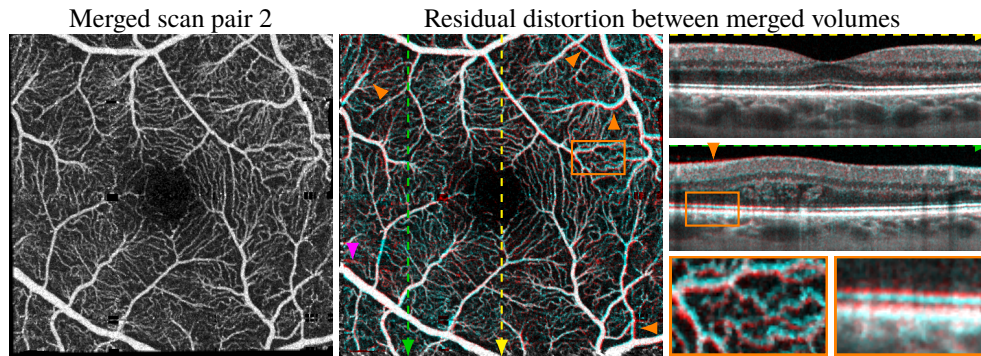 Merged scan pair 2
Residual distortion between merged volumes